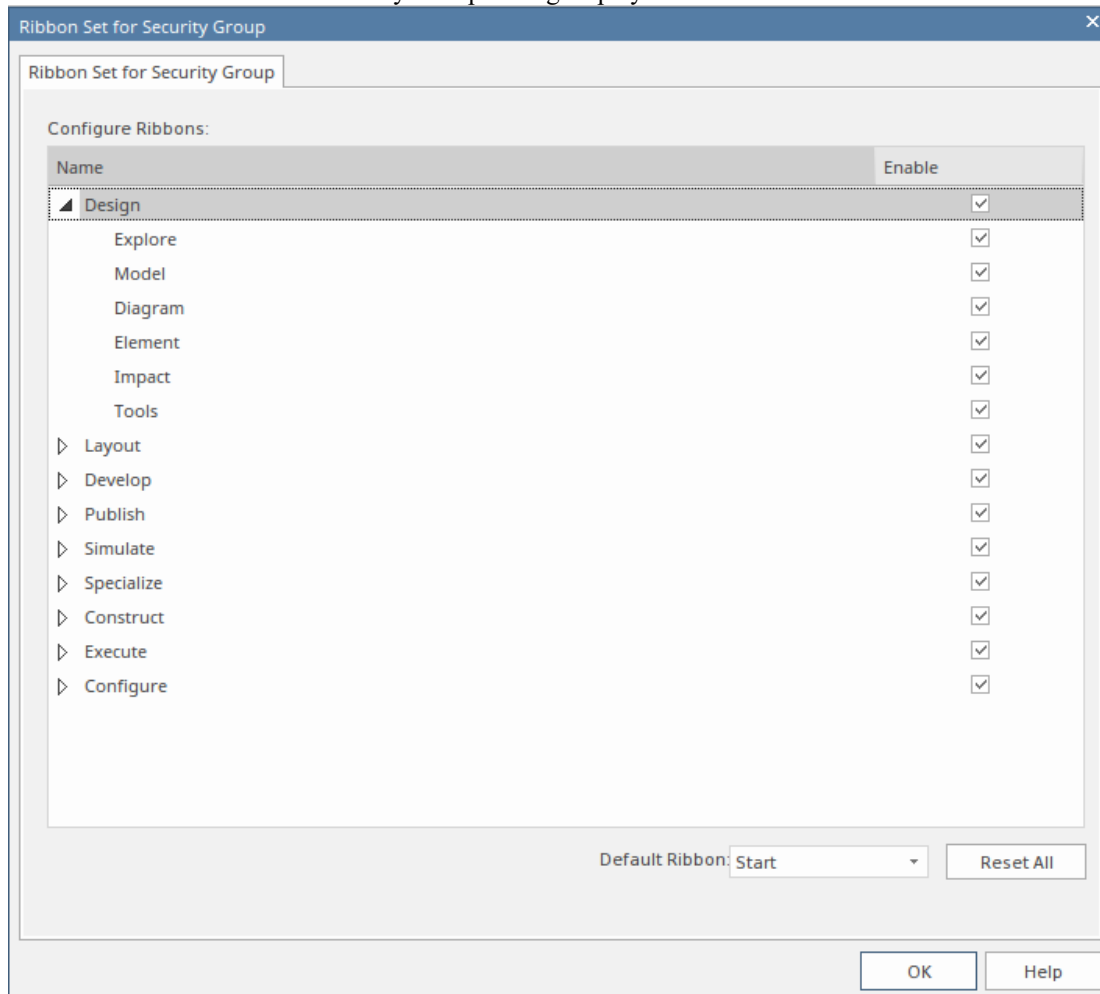 Ribbon Set for Security Group
Ribbon Set for Security Group
Configure Ribbons:
Name Enable
Design
Explore
Model
Diagram
Element
Impact
Tools
Layout
Develop
Publish
Simulate
Specialize
Construct
Execute
Configure
Default Ribbon: Start Reset All
OK Help